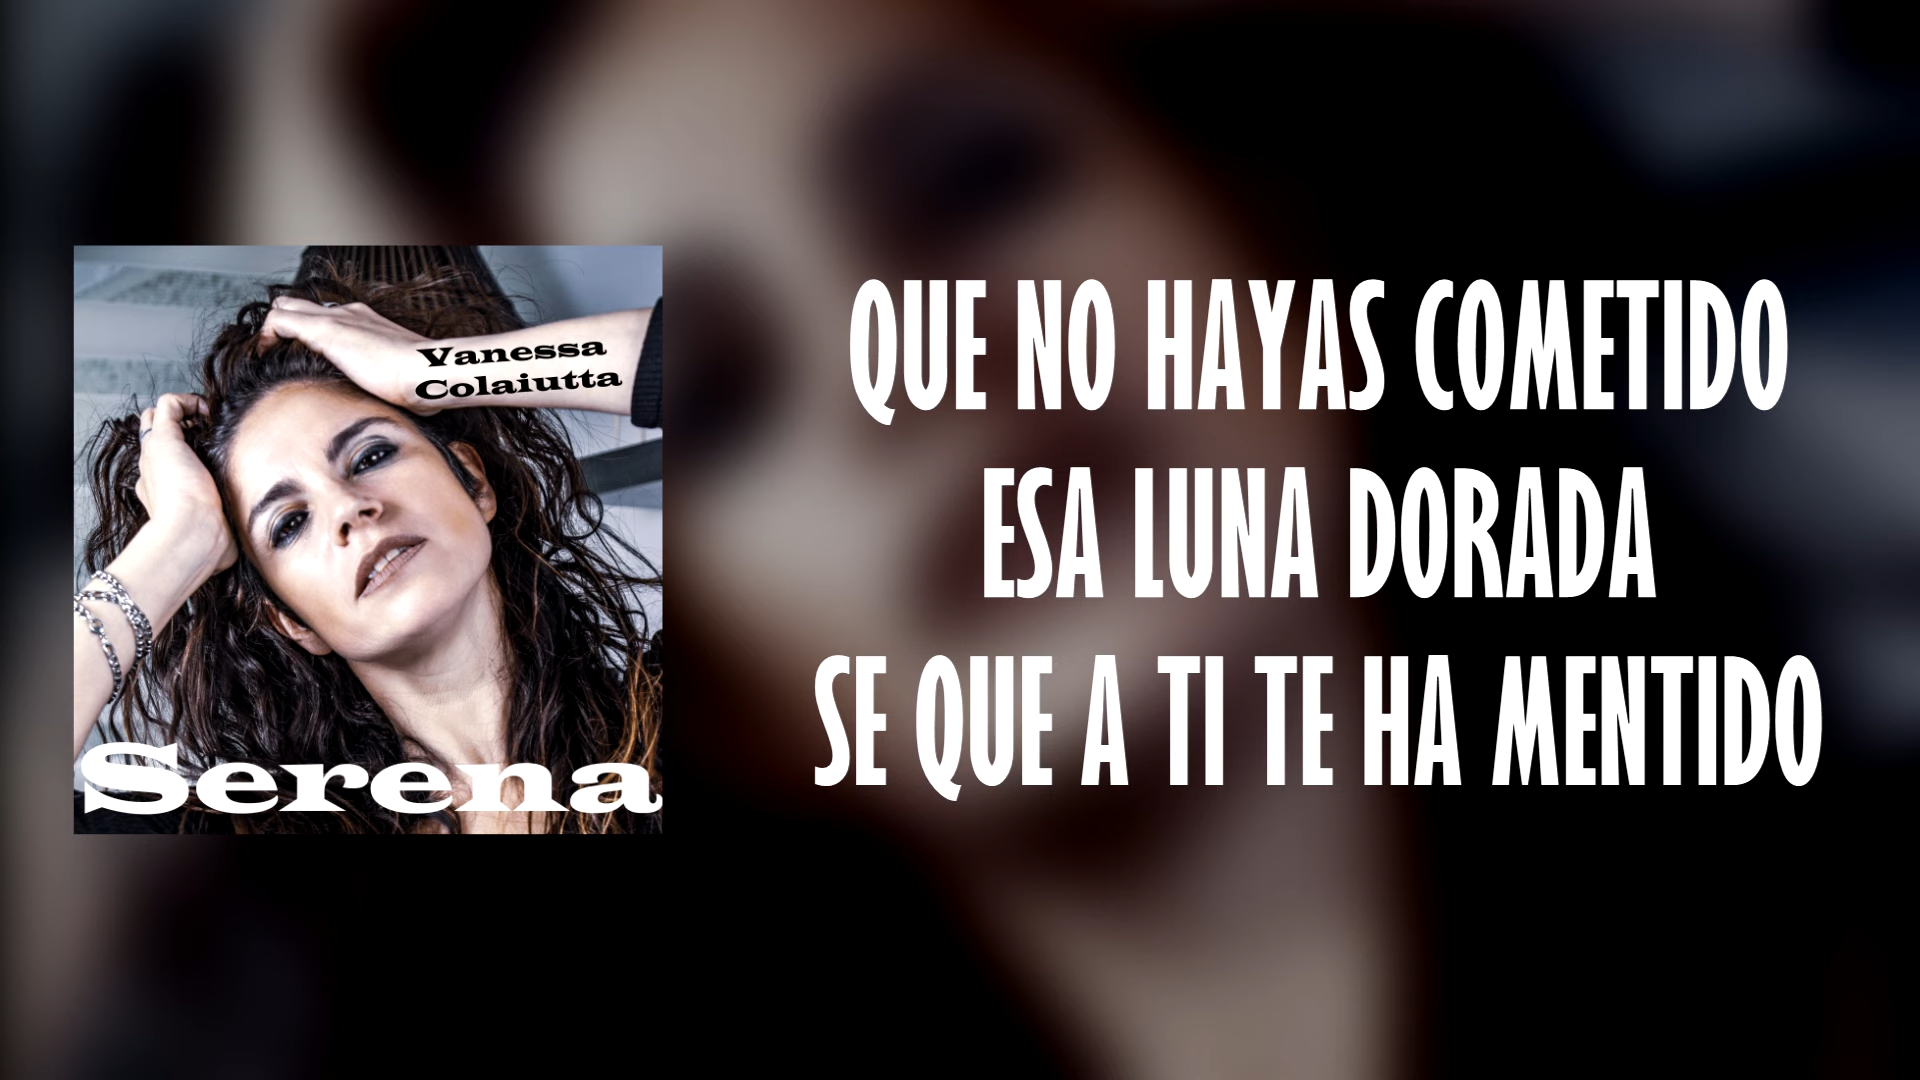 Vanessa
Colaiutta
Serena
QUE NO HAYAS COMETIDO
ESA LUNA DORADA
SE QUE A TI TE HA MENTIDO